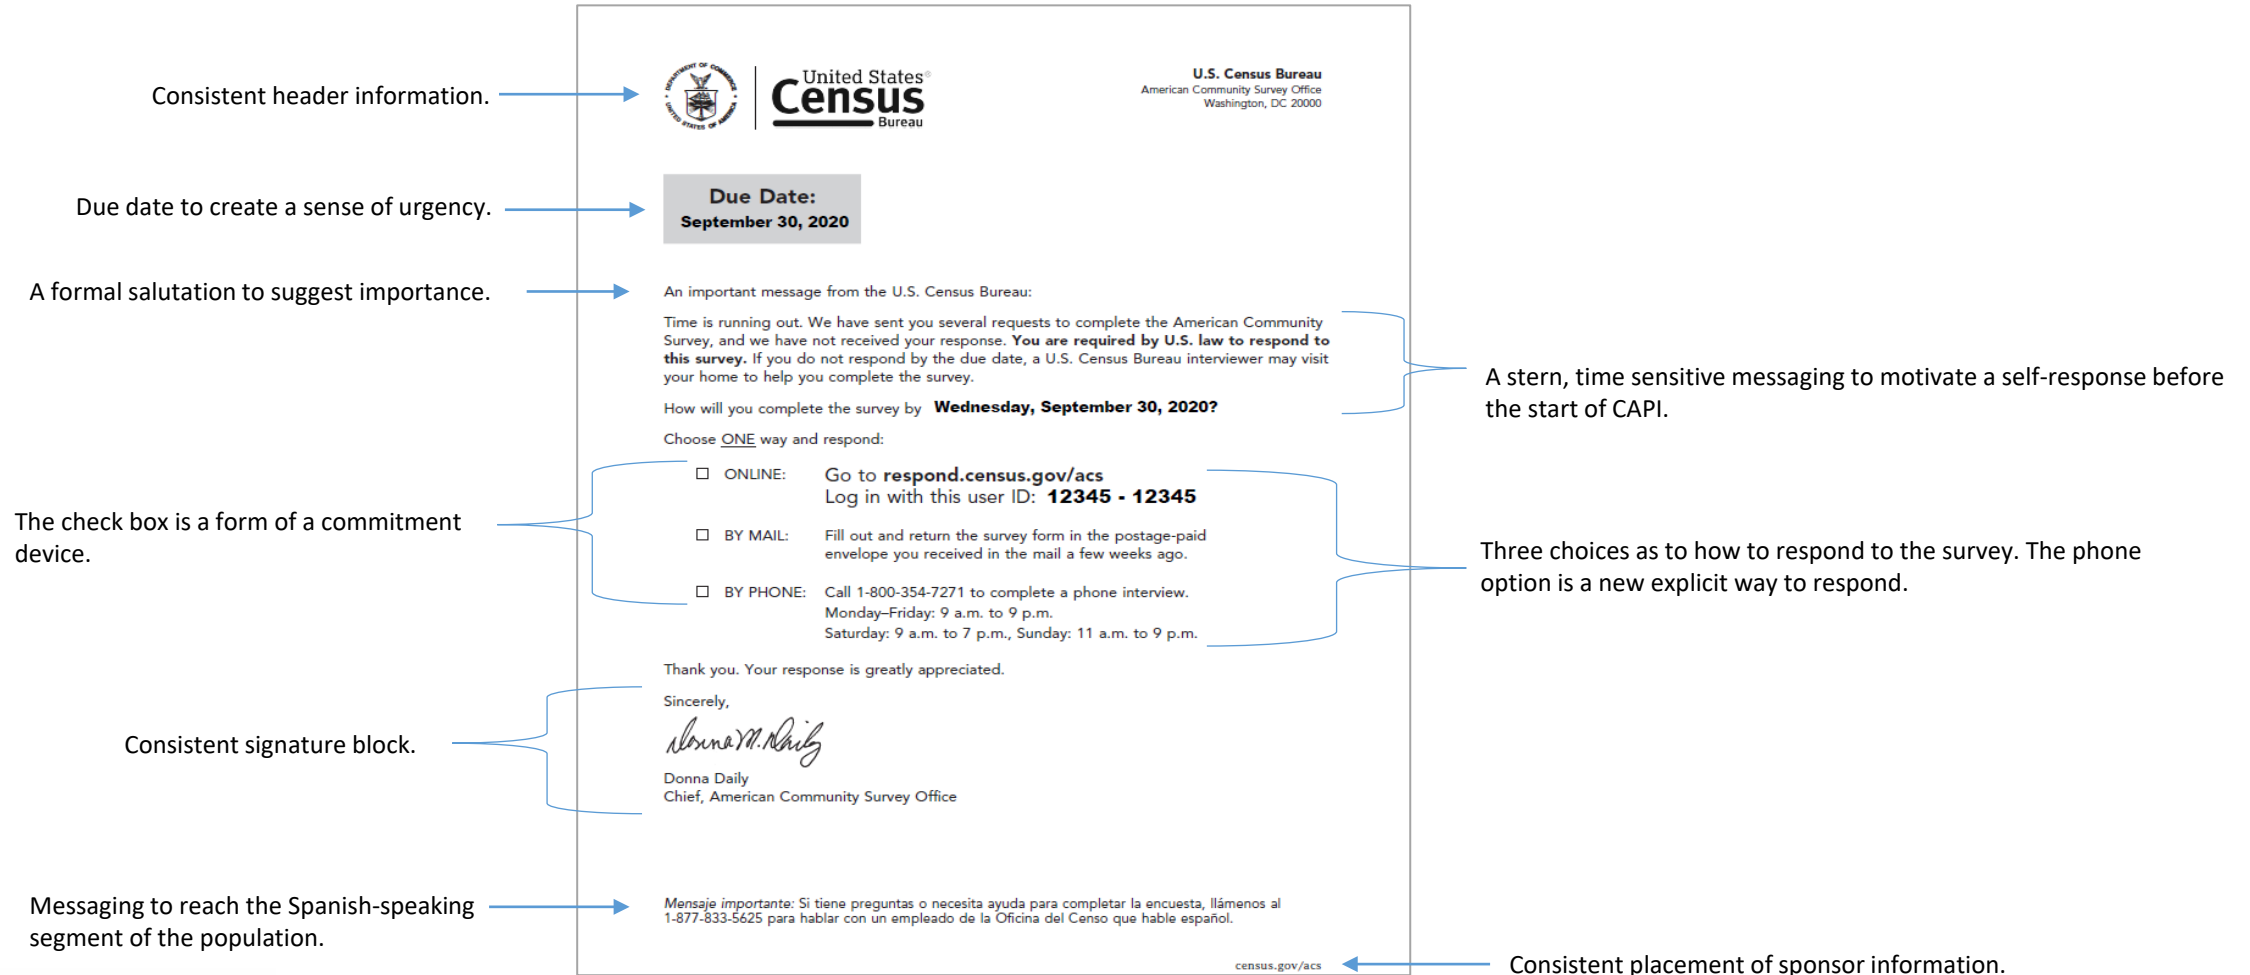 DEPARTMENT OF COMMERCE
UNITED STATES OF AMERICA
United States®
Census
Bureau
U.S. Census Bureau
American Community Survey Office
Washington, DC 20000
Consistent header information.
Due Date:
September 30, 2020
Due date to create a sense of urgency.
A formal salutation to suggest importance.
An important message from the U.S. Census Bureau:
Time is running out. We have sent you several requests to complete the American Community
Survey, and we have not received your response. You are required by U.S. law to respond to
this survey. If you do not respond by the due date, a U.S. Census Bureau interviewer may visit
your home to help you complete the survey.
How will you complete the survey by Wednesday, September 30, 2020?
A stern, time sensitive messaging to motivate a self-response before
the start of CAPI.
Choose ONE way and respond:
☐ ONLINE: Go to respond.census.gov/acs
Log in with this user ID: 12345 - 12345
☐ BY MAIL: Fill out and return the survey form in the postage-paid
envelope you received in the mail a few weeks ago.
☐ BY PHONE: Call 1-800-354-7271 to complete a phone interview.
Monday–Friday: 9 a.m. to 9 p.m.
Saturday: 9 a.m. to 7 p.m., Sunday: 11 a.m. to 9 p.m.
The check box is a form of a commitment
device.
Three choices as to how to respond to the survey. The phone
option is a new explicit way to respond.
Thank you. Your response is greatly appreciated.
Sincerely,
Donna M. Daily
Donna Daily
Chief, American Community Survey Office
Consistent signature block.
Messaging to reach the Spanish-speaking
segment of the population.
Mensaje importante: Si tiene preguntas o necesita ayuda para completar la encuesta, llámenos al
1-877-833-5625 para hablar con un empleado de la Oficina del Censo que hable español.
census.gov/acs
Consistent placement of sponsor information.